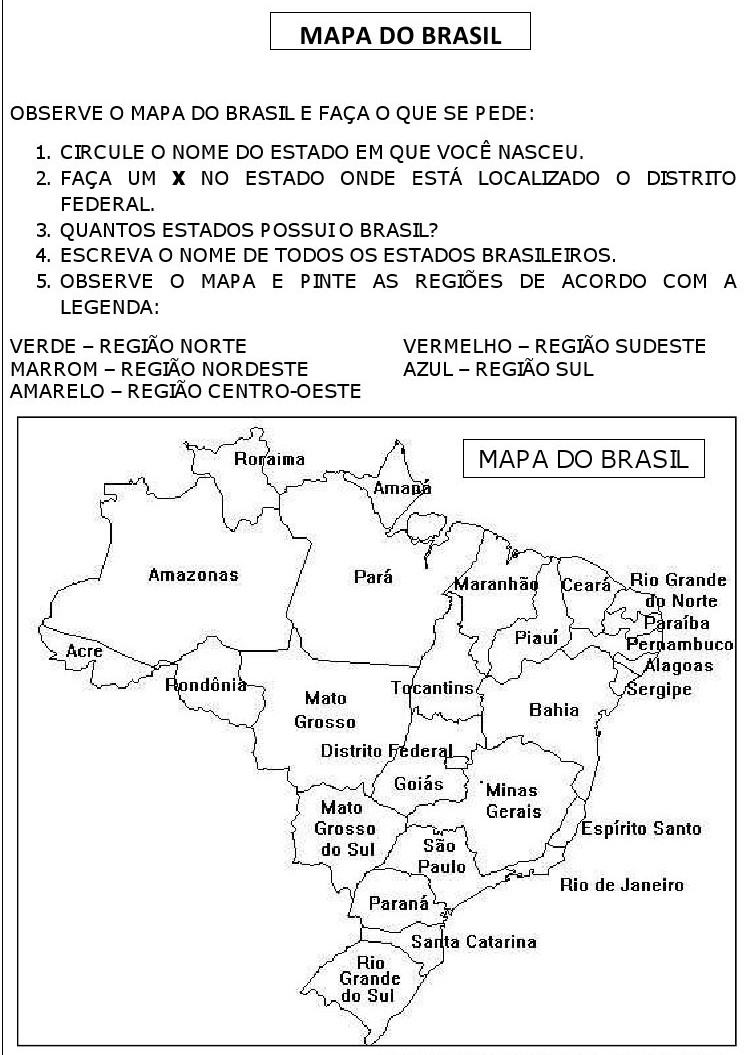 MAPA DO BRASIL
OBSERVE O MAPA DO BRASIL E FAÇA O QUE SE PEDE:
1. CIRCULE O NOME DO ESTADO EM QUE VOCÊ NASCEU.
2. FAÇA UM X NO ESTADO ONDE ESTÁ LOCALIZADO O DISTRITO
FEDERAL.
3. QUANTOS ESTADOS POSSUI O BRASIL?
4. ESCREVA O NOME DE TODOS OS ESTADOS BRASILEIROS.
5. OBSERVE O MAPA E PINTE AS REGIÕES DE ACORDO COM A
LEGENDA:
VERDE – REGIÃO NORTE
MARROM – REGIÃO NORDESTE
AMARELO – REGIÃO CENTRO-OESTE
VERMELHO – REGIÃO SUDESTE
AZUL – REGIÃO SUL
MAPA DO BRASIL
Roraima
Amapá
Amazonas
Pará
Maranhão
Ceará
Rio Grande
do Norte
Paraíba
Pernambuco
Alagoas
Sergipe
Piauí
Acre
Rondônia
Tocantins
Mato
Grosso
Bahia
Distrito Federal
Goiás
Minas
Gerais
Mato
Grosso
do Sul
Espírito Santo
São
Paulo
Rio de Janeiro
Paraná
Santa Catarina
Rio
Grande
do Sul